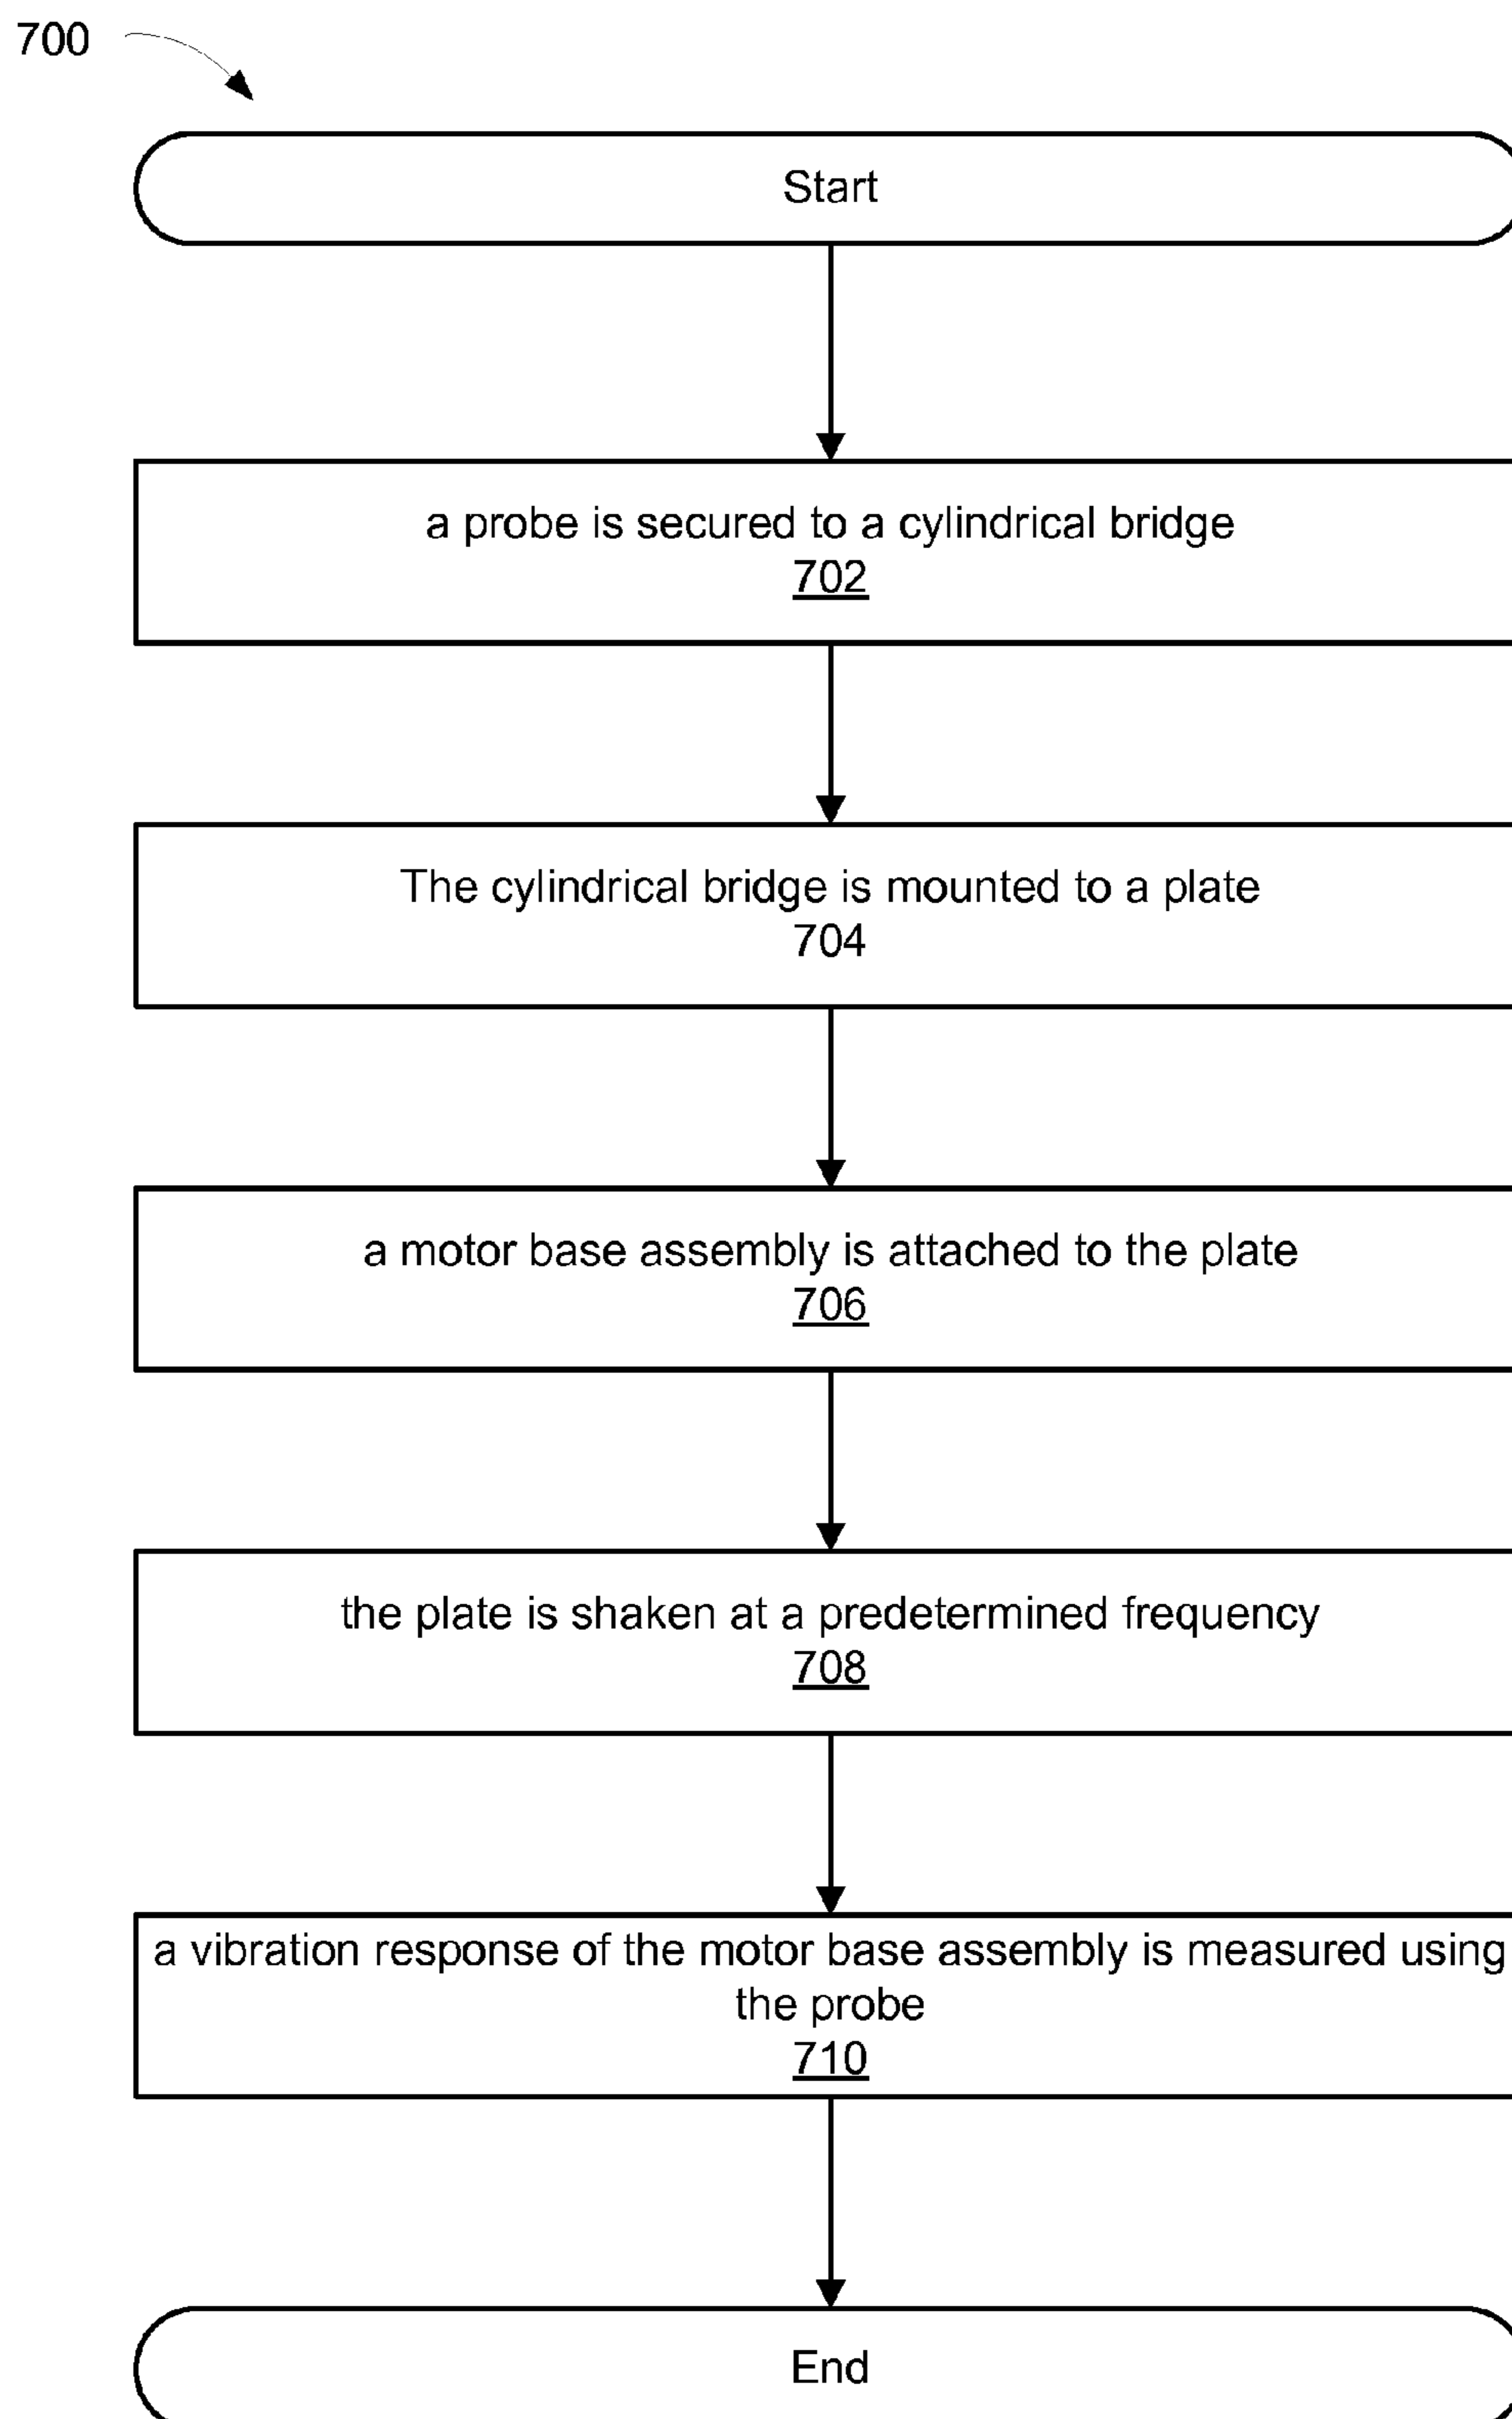 700
Start
a probe is secured to a cylindrical bridge
702
The cylindrical bridge is mounted to a plate
704
a motor base assembly is attached to the plate
706
the plate is shaken at a predetermined frequency
708
a vibration response of the motor base assembly is measured using
the probe
710
End